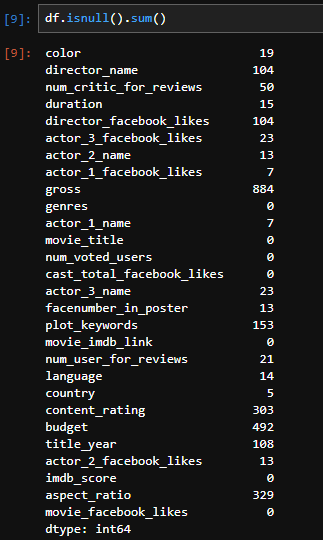 [9]: df.isnull().sum()
[9]: color 19
director_name 104
num_critic_for_reviews 50
duration 15
director_facebook_likes 104
actor_3_facebook_likes 23
actor_2_name 13
actor_1_facebook_likes 7
gross 884
genres 0
actor_1_name 7
movie_title 0
num_voted_users 0
cast_total_facebook_likes 0
actor_3_name 23
facenumber_in_poster 13
plot_keywords 153
movie_imdb_link 0
num_user_for_reviews 21
language 14
country 5
content_rating 303
budget 492
title_year 108
actor_2_facebook_likes 13
imdb_score 0
aspect_ratio 329
movie_facebook_likes 0
dtype: int64